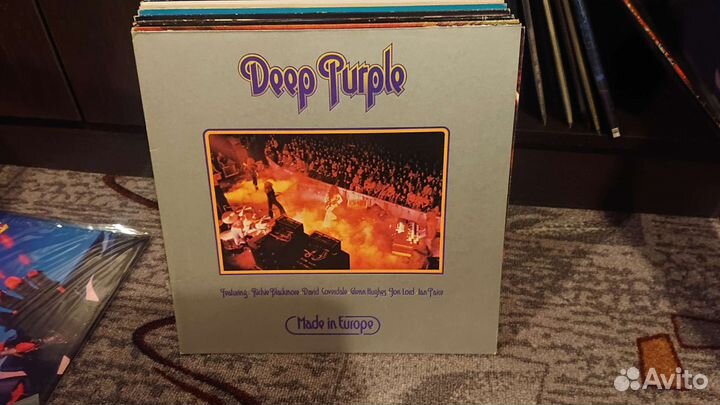 Deep Purple
Featuring: Ritchie Blackmore David Coverdale Glenn Hughes Jon Lord Ian Paice
Made in Europe
Avito